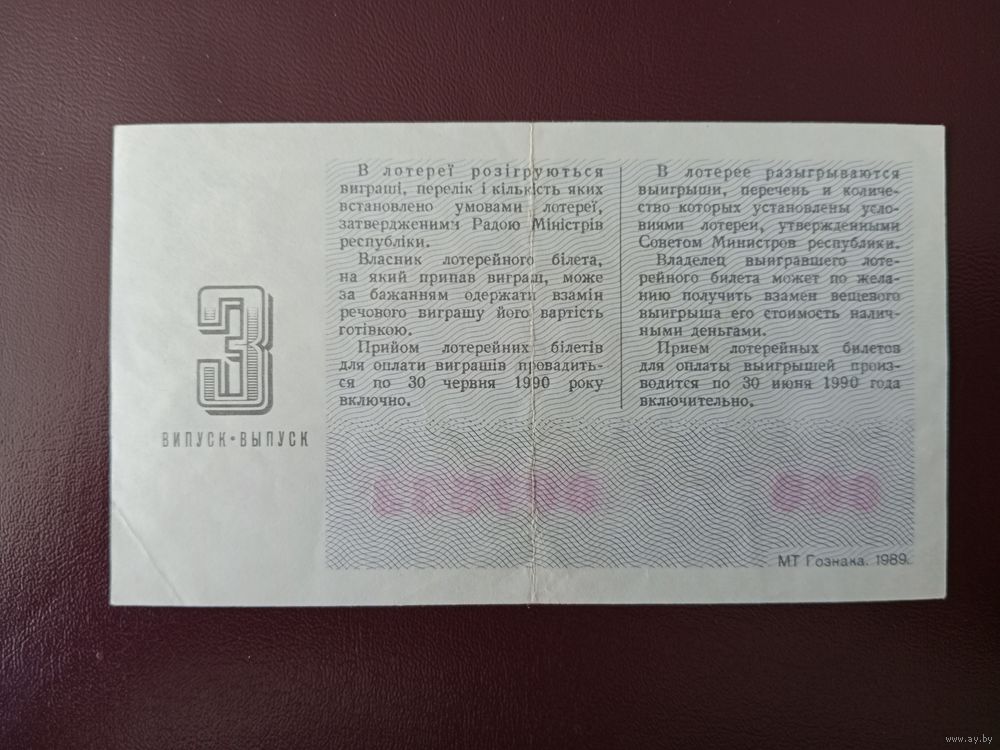 3
ВИПУСК•ВЫПУСК
В лотереї розігруються
виграші, перелік і кількість яких
встановлено умовами лотереї,
затвердженими Радою Міністрів
республіки.
Власник лотерейного білета,
на який припав виграш, може
за бажанням одержати взамін
речового виграшу його вартість
готівкою.
Прийом лотерейних білетів
для оплати виграшів провадить-
ся по 30 червня 1990 року
включно.
В лотерее разыгрываются
выигрыши, перечень и количе-
ство которых установлены усло-
виями лотереи, утвержденными
Советом Министров республики.
Владелец выигравшего лоте-
рейного билета может по жела-
нию получить взамен вещевого
выигрыша его стоимость налич-
ными деньгами.
Прием лотерейных билетов
для оплаты выигрышей произ-
водится по 30 июня 1990 года
включительно.
МТ Гознака. 1989.
www.ay.by